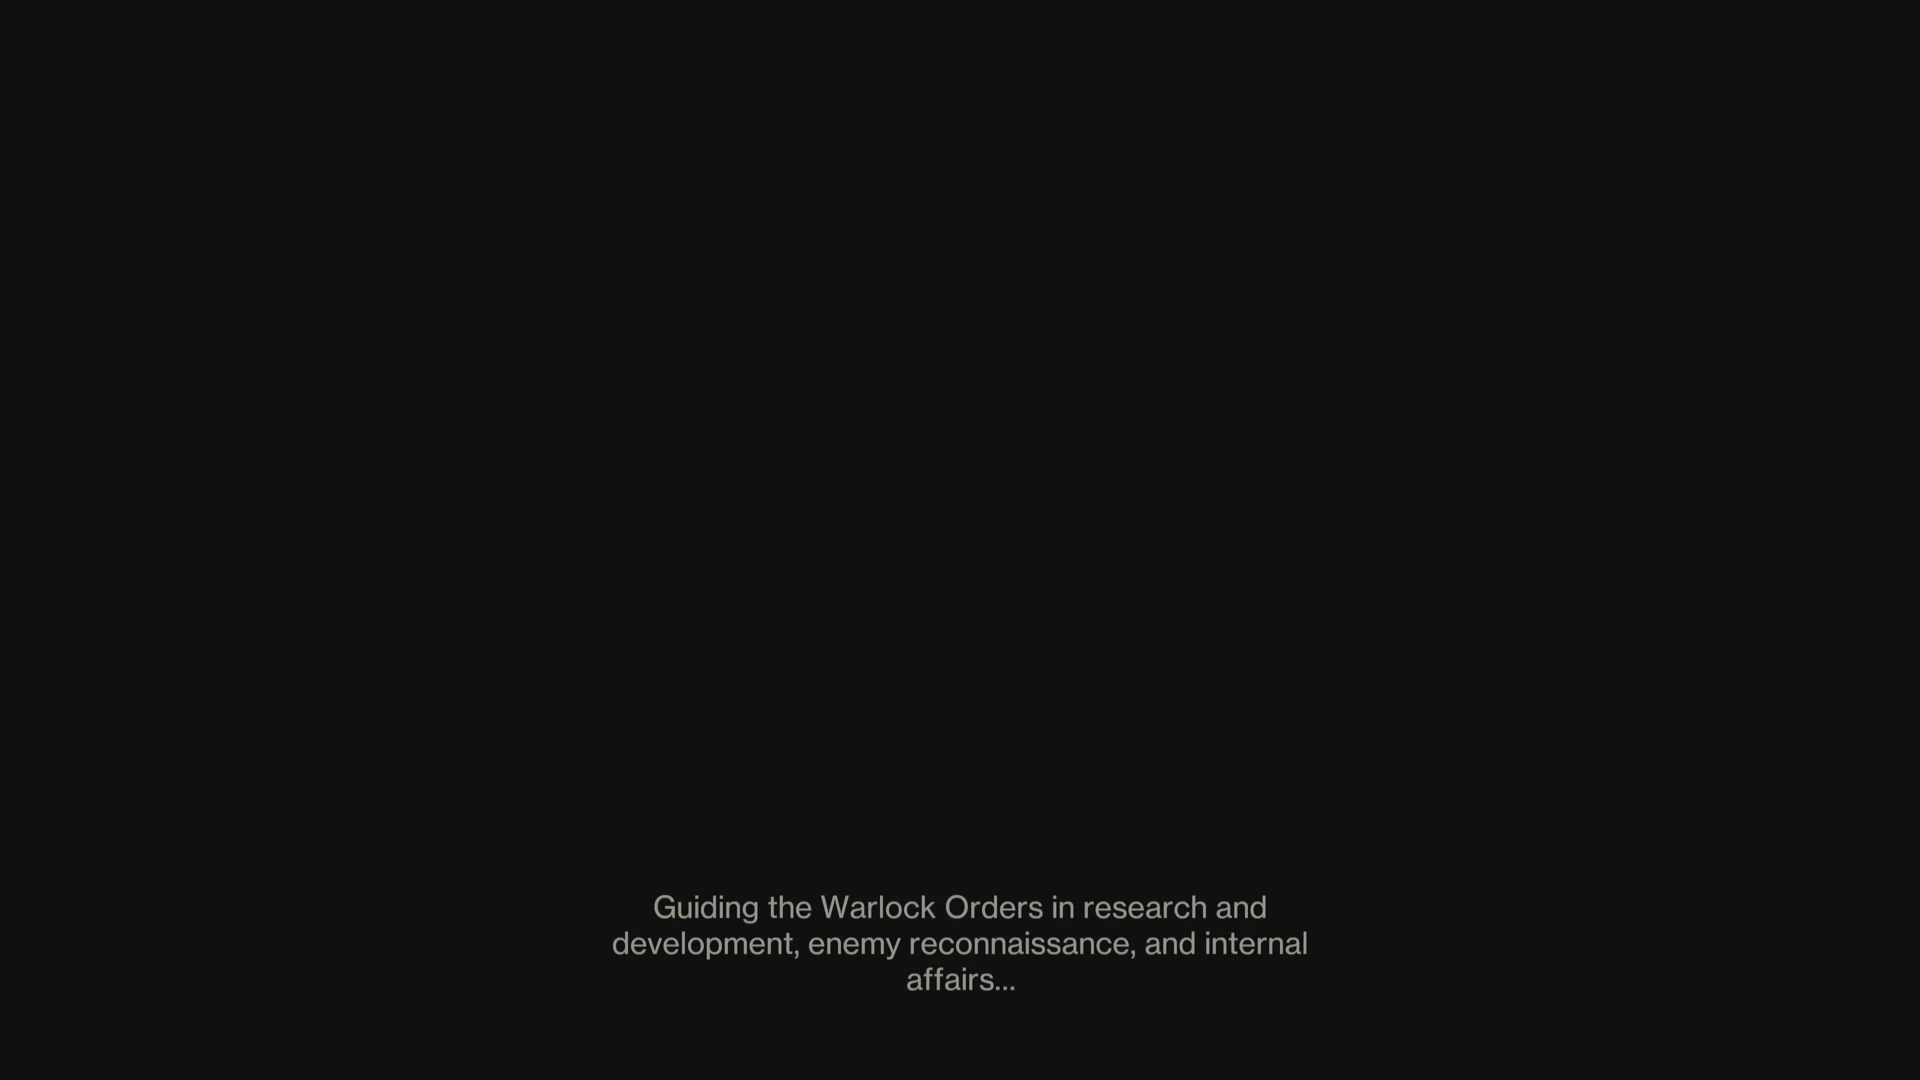 Guiding the Warlock Orders in research and
development, enemy reconnaissance, and internal
affairs...